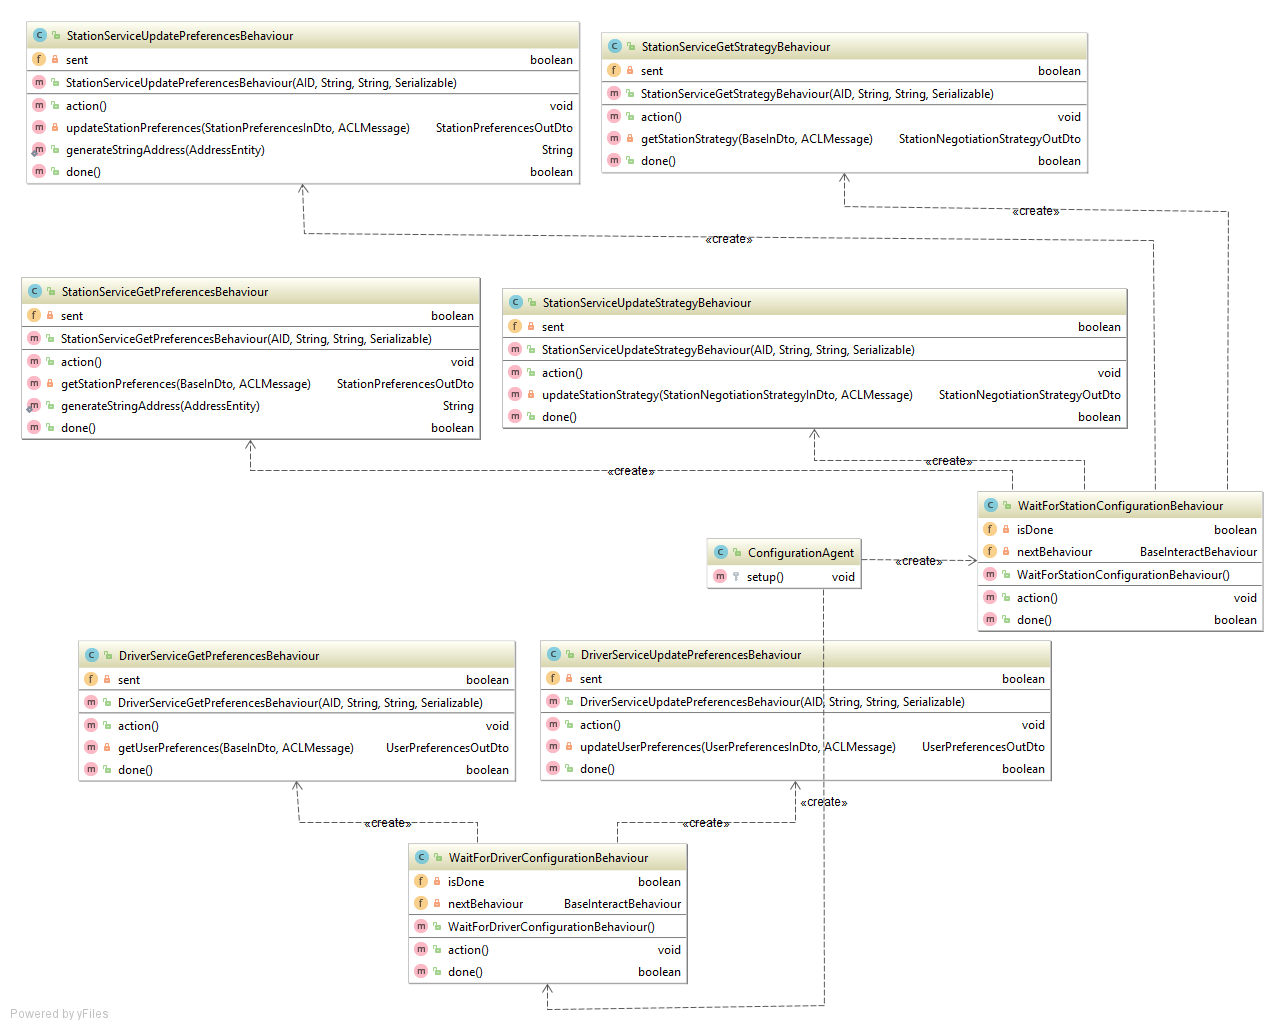 StationServiceUpdatePreferencesBehaviour
sent boolean
StationServiceUpdatePreferencesBehaviour(AID, String, String, Serializable)
action() void
updateStationPreferences(StationPreferencesInDto, ACLMessage) StationPreferencesOutDto
generateStringAddress(AddressEntity) String
done() boolean
StationServiceGetStrategyBehaviour
sent boolean
StationServiceGetStrategyBehaviour(AID, String, String, Serializable)
action() void
getStationStrategy(BaseInDto, ACLMessage) StationNegotiationStrategyOutDto
done() boolean
«create»
«create»
StationServiceGetPreferencesBehaviour
sent boolean
StationServiceGetPreferencesBehaviour(AID, String, String, Serializable)
action() void
getStationPreferences(BaseInDto, ACLMessage) StationPreferencesOutDto
generateStringAddress(AddressEntity) String
done() boolean
StationServiceUpdateStrategyBehaviour
sent boolean
StationServiceUpdateStrategyBehaviour(AID, String, String, Serializable)
action() void
updateStationStrategy(StationNegotiationStrategyInDto, ACLMessage) StationNegotiationStrategyOutDto
done() boolean
«create»
«create»
WaitForStationConfigurationBehaviour
isDone boolean
nextBehaviour BaseInteractBehaviour
WaitForStationConfigurationBehaviour()
action() void
done() boolean
ConfigurationAgent
setup() void
«create»
DriverServiceGetPreferencesBehaviour
sent boolean
DriverServiceGetPreferencesBehaviour(AID, String, String, Serializable)
action() void
getUserPreferences(BaseInDto, ACLMessage) UserPreferencesOutDto
done() boolean
DriverServiceUpdatePreferencesBehaviour
sent boolean
DriverServiceUpdatePreferencesBehaviour(AID, String, String, Serializable)
action() void
updateUserPreferences(UserPreferencesInDto, ACLMessage) UserPreferencesOutDto
done() boolean
«create»
«create»
«create»
WaitForDriverConfigurationBehaviour
isDone boolean
nextBehaviour BaseInteractBehaviour
WaitForDriverConfigurationBehaviour()
action() void
done() boolean
Powered by yFiles